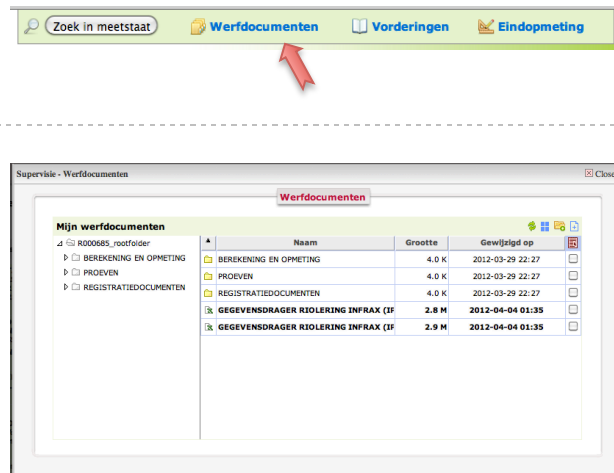 Zoek in meetstaat Werfdocumenten Vorderingen Eindopmeting
Supervisie - Werfdocumenten Close
Werfdocumenten
Mijn werfdocumenten
R000685_rootfolder
BEREKENING EN OPMETING
PROEVEN
REGISTRATIEDOCUMENTEN
Naam Grootte Gewijzigd op
BEREKENING EN OPMETING 4.0 K 2012-03-29 22:27
PROEVEN 4.0 K 2012-03-29 22:27
REGISTRATIEDOCUMENTEN 4.0 K 2012-03-29 22:27
GEGEVENSDRAGER RIOLERING INFRAX (IF 2.8 M 2012-04-04 01:35
GEGEVENSDRAGER RIOLERING INFRAX (IF 2.9 M 2012-04-04 01:35